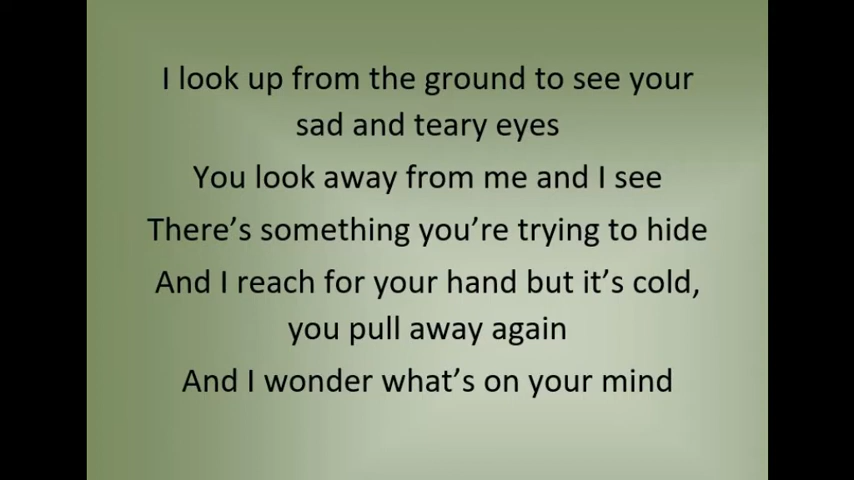 I look up from the ground to see your
sad and teary eyes
You look away from me and I see
There’s something you’re trying to hide
And I reach for your hand but it’s cold,
you pull away again
And I wonder what’s on your mind